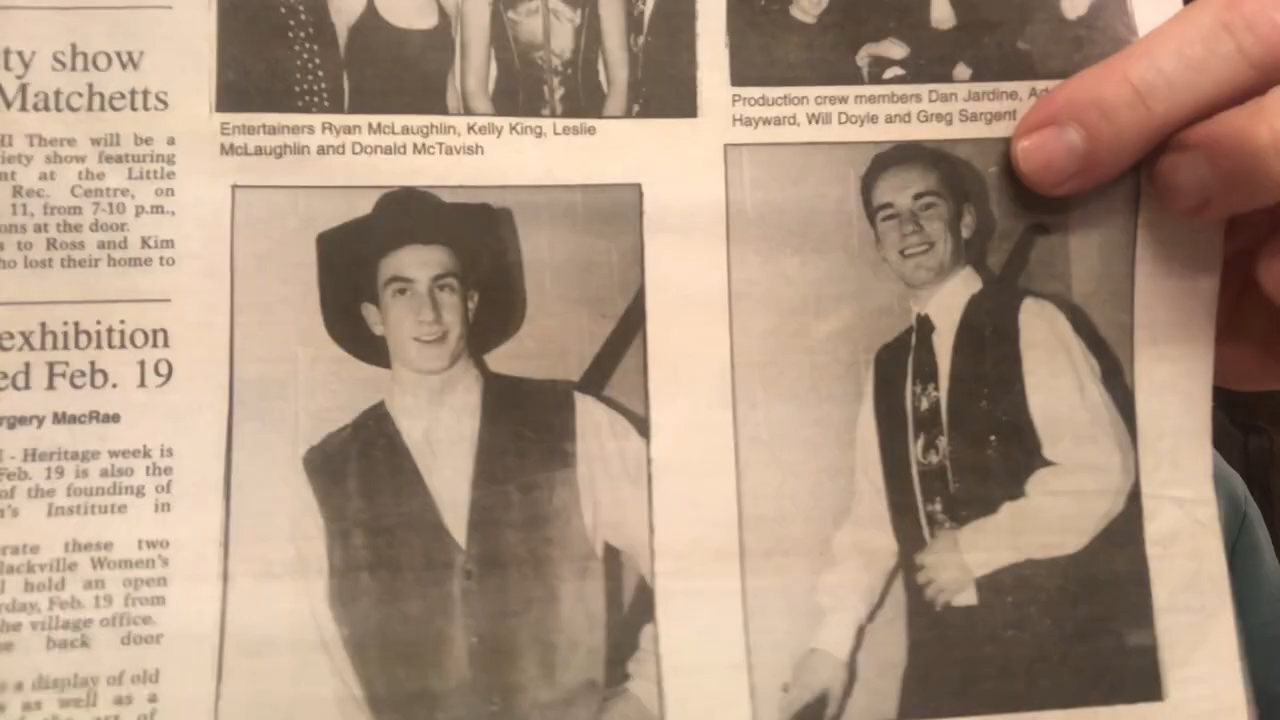 ty show
Matchetts
There will be a
iety show featuring
at the Little
Rec. Centre, on
11, from 7-10 p.m.,
ons at the door.
s to Ross and Kim
ho lost their home to
exhibition
ed Feb. 19
rgery MacRae
- Heritage week is
Feb. 19 is also the
of the founding of
n's Institute in
rate these two
lackville Women's
hold an open
rday, Feb. 19 from
he village office.
e back door
a display of old
s as well as a
of
Entertainers Ryan McLaughlin, Kelly King, Leslie
McLaughlin and Donald McTavish
Production crew members Dan Jardine,
Hayward, Will Doyle and Greg Sargent